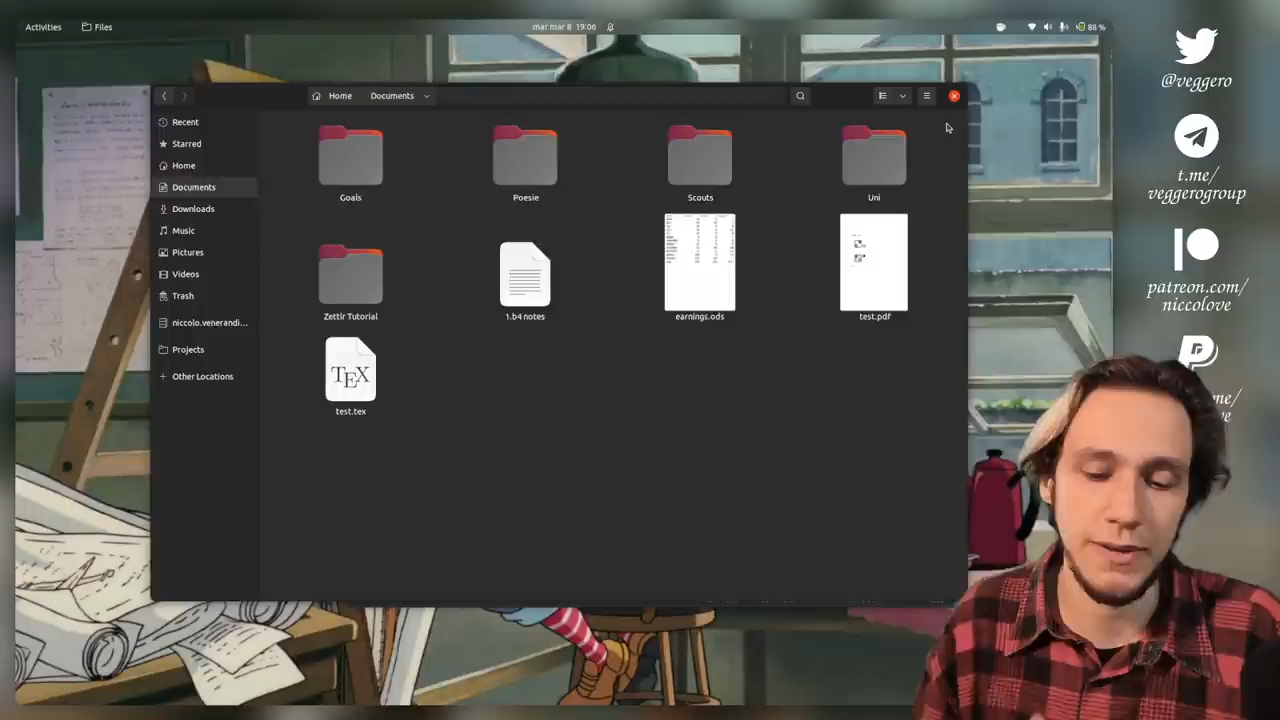 Activities
Files
mar mar 8 19:06
88 %
@veggero
t.me/
veggerogroup
patreon.com/
niccolove
me/
ve
Home
Documents
Recent
Starred
Home
Documents
Downloads
Music
Pictures
Videos
Trash
niccolo.venerandi...
Projects
Other Locations
Goals
Poesie
Scouts
Uni
Zettlr Tutorial
1.b4 notes
earnings.ods
test.pdf
TEX
test.tex